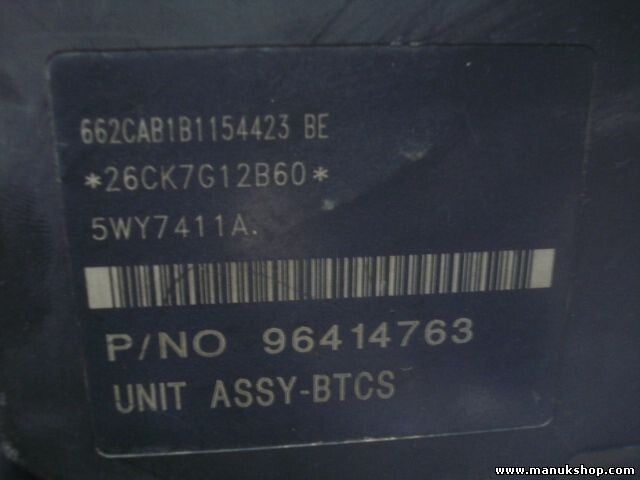 662CAB1B1154423 BE
*26CK7G12B60*
5WY7411A.
P/NO 96414763
UNIT ASSY-BTCS
www.manukshop.com